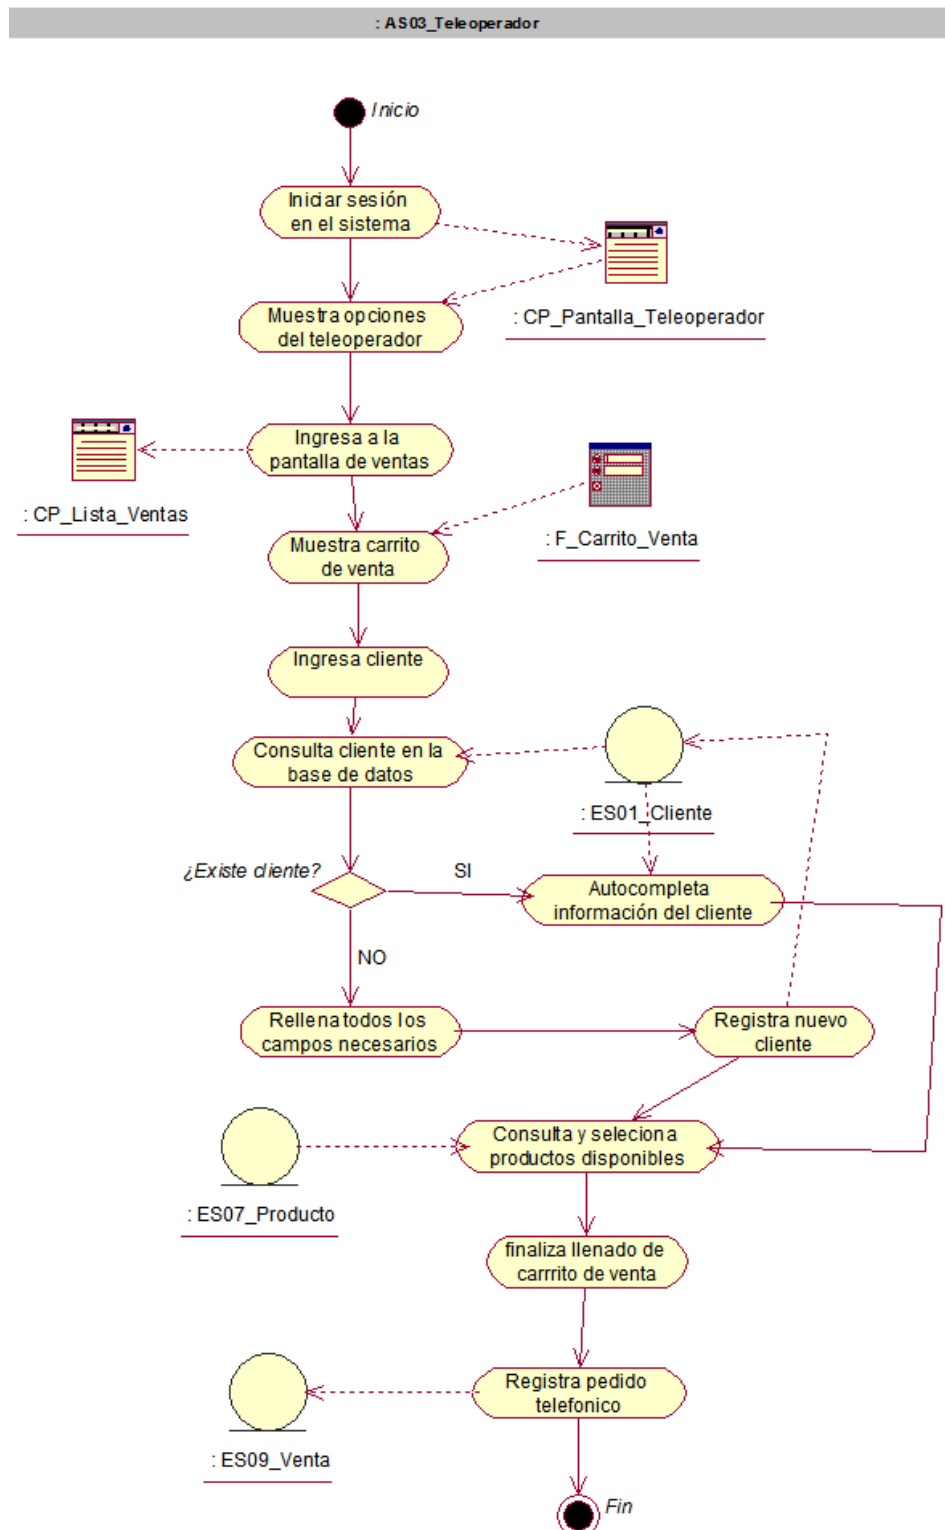 : AS03_Teleoperador
Inicio
Iniciar sesión
en el sistema
: CP_Pantalla_Teleoperador
Muestra opciones
del teleoperador
Ingresa a la
pantalla de ventas
: CP_Lista_Ventas
: F_Carrito_Venta
Muestra carrito
de venta
Ingresa cliente
Consulta cliente en la
base de datos
: ES01_Cliente
¿Existe cliente?
SI
Autocompleta
información del cliente
NO
Rellena todos los
campos necesarios
Registra nuevo
cliente
Consulta y seleciona
productos disponibles
: ES07_Producto
finaliza llenado de
carrrito de venta
Registra pedido
telefonico
: ES09_Venta
Fin